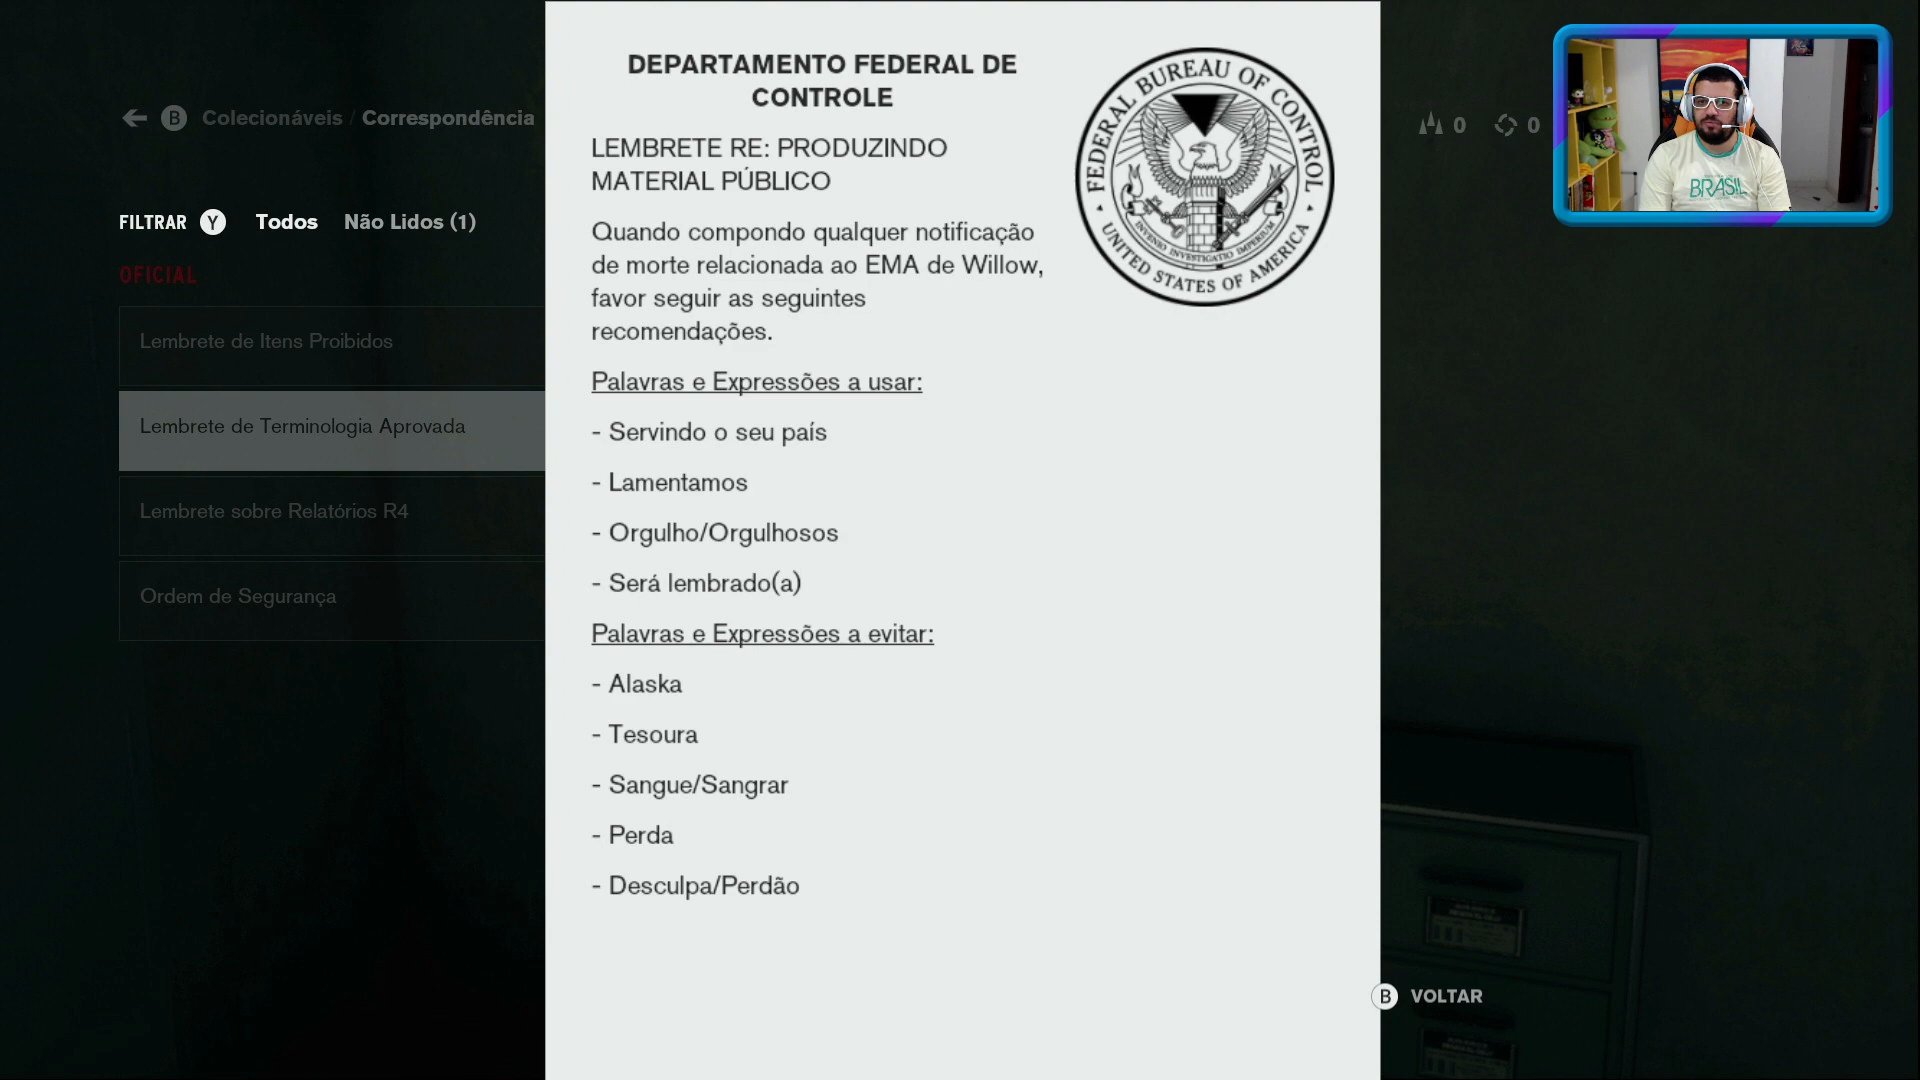 B Colecionáveis / Correspondência
FILTRAR Y Todos Não Lidos (1)
OFICIAL
Lembrete de Itens Proibidos
Lembrete de Terminologia Aprovada
Lembrete sobre Relatórios R4
Ordem de Segurança
DEPARTAMENTO FEDERAL DE
CONTROLE
LEMBRETE RE: PRODUZINDO
MATERIAL PÚBLICO
Quando compondo qualquer notificação
de morte relacionada ao EMA de Willow,
favor seguir as seguintes
recomendações.
Palavras e Expressões a usar:
- Servindo o seu país
- Lamentamos
- Orgulho/Orgulhosos
- Será lembrado(a)
Palavras e Expressões a evitar:
- Alaska
- Tesoura
- Sangue/Sangrar
- Perda
- Desculpa/Perdão
FEDERAL BUREAU OF CONTROL
INVENIO INVESTIGATIO IMPERIUM
UNITED STATES OF AMERICA
0 0
BRASIL
B VOLTAR